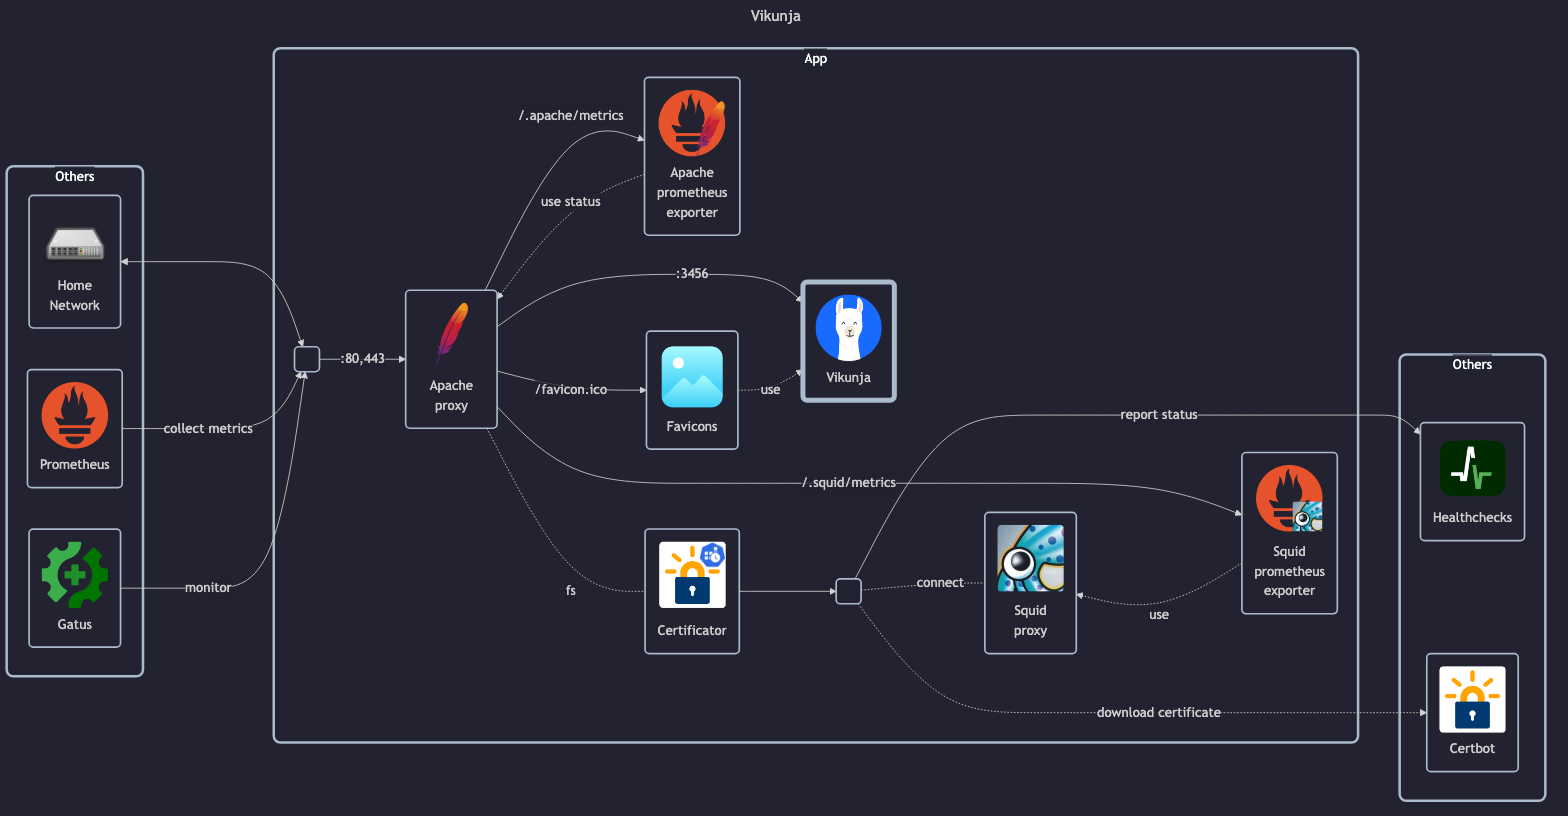 Vikunja
App
/.apache/metrics
Apache
prometheus
exporter
use status
Others
Home
Network
:3456
Vikunja
:80,443
Apache
proxy
/favicon.ico
use
Favicons
Others
report status
collect metrics
Prometheus
/.squid/metrics
Healthchecks
Squid
prometheus
exporter
monitor
Gatus
fs
Certificator
connect
Squid
proxy
use
download certificate
Certbot